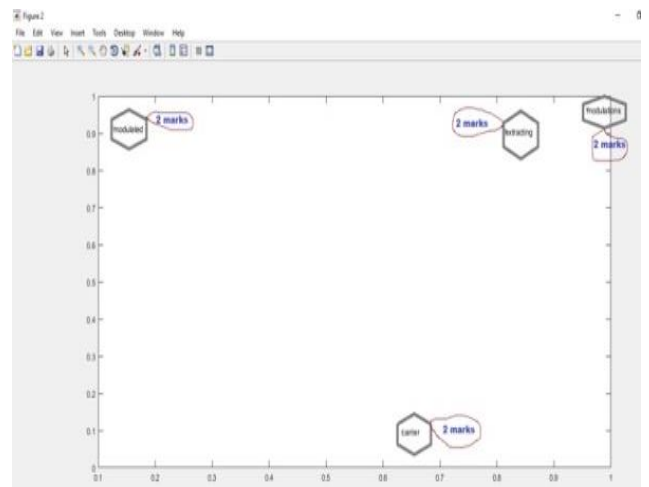 Figure 2
File Edit View Insert Tools Desktop Window Help
1
modulations
modulated
2 marks
2 marks
extracting
0.9
2 marks
0.8
0.7
0.6
0.5
0.4
0.3
0.2
carrier
2 marks
0.1
0
0.1 0.2 0.3 0.4 0.5 0.6 0.7 0.8 0.9 1